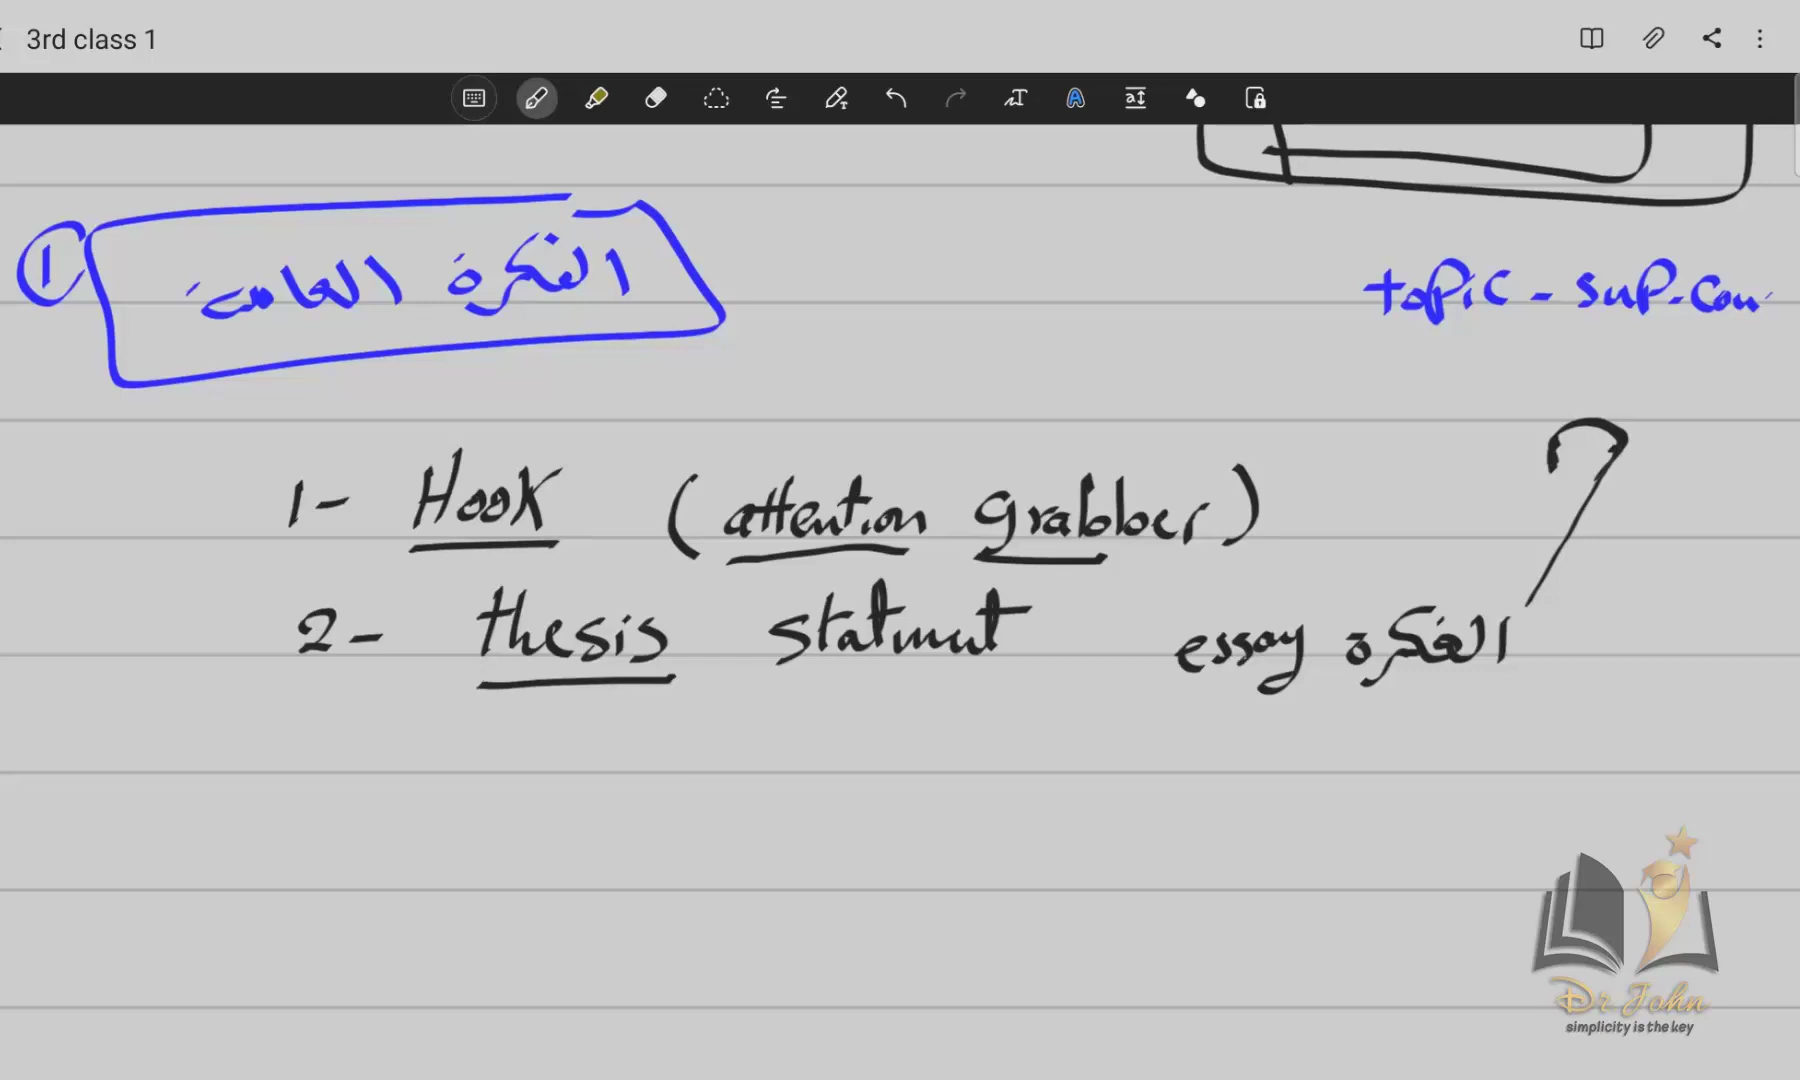 3rd class 1
① الفكرة العامة
topic - sup - con
1- Hook (attention grabber)
2- thesis statmnt الفكرة essay
Dr. John
simplicity is the key